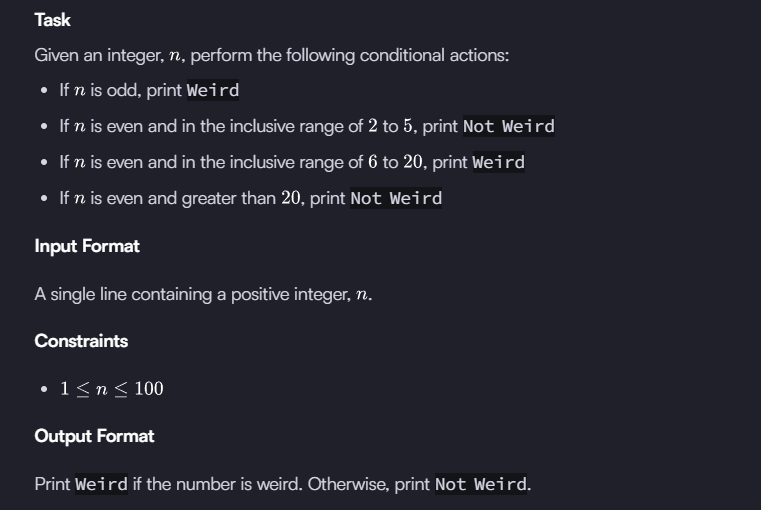 Task
Given an integer, n, perform the following conditional actions:
• If n is odd, print Weird
• If n is even and in the inclusive range of 2 to 5, print Not Weird
• If n is even and in the inclusive range of 6 to 20, print Weird
• If n is even and greater than 20, print Not Weird
Input Format
A single line containing a positive integer, n.
Constraints
• 1 ≤ n ≤ 100
Output Format
Print Weird if the number is weird. Otherwise, print Not Weird.